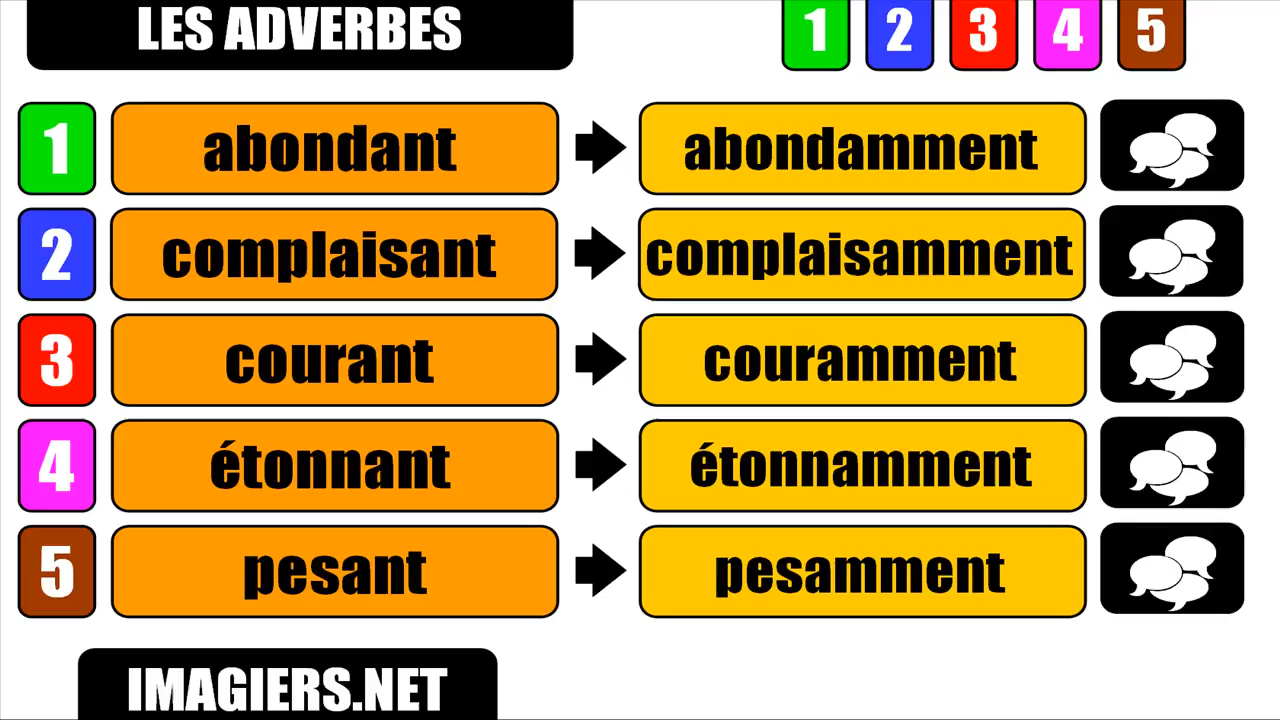 LES ADVERBES
1 2 3 4 5
1 abondant abondamment
2 complaisant complaisamment
3 courant couramment
4 étonnant étonnamment
5 pesant pesamment
IMAGIERS.NET